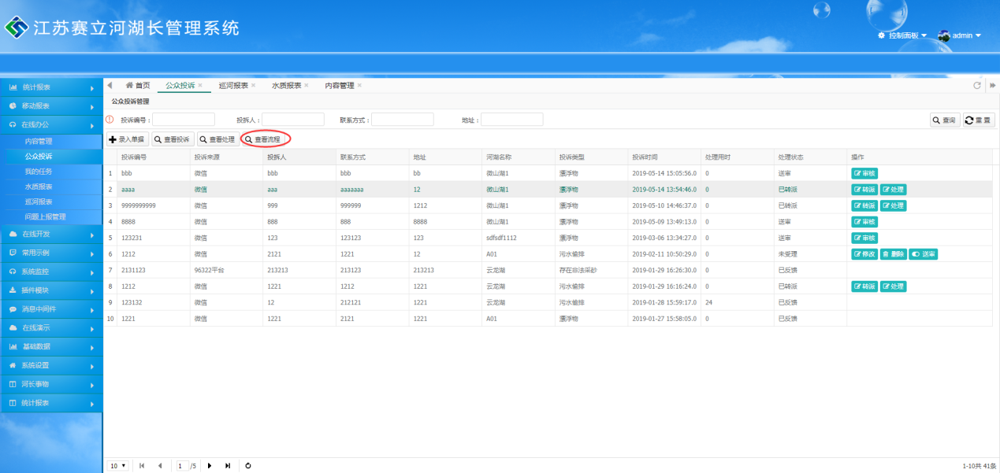 江苏赛立河湖长管理系统
控制面板 admin
统计报表
移动报表
在线办公
内容管理
公众投诉
我的任务
水质报表
巡河报表
问题上报管理
在线开发
常用示例
系统监控
插件模块
消息中间件
在线演示
基础数据
系统设置
河长事物
统计报表
首页 公众投诉 巡河报表 水质报表 内容管理
公众投诉管理
投诉编号： 投拆人： 联系方式： 地址： 查询 重置
录入单据 查看投诉 查看处理 查看流程
投诉编号 投诉来源 投拆人 联系方式 地址 河湖名称 投诉类型 投诉时间 处理用时 处理状态 操作
1 bbb 微信 bbb bbb bb 微山湖1 漂浮物 2019-05-14 15:05:56.0 0 送审 审核
2 aaaa 微信 aaa aaaaaaa 12 微山湖1 漂浮物 2019-05-14 13:54:46.0 0 已转派 转派 处理
3 9999999999 微信 999 999999 1212 微山湖1 漂浮物 2019-05-10 14:46:37.0 0 已转派 转派 处理
4 8888 微信 888 888 8888 微山湖1 漂浮物 2019-05-09 13:49:13.0 0 送审 审核
5 123231 微信 123 123123 123 sdfsdf1112 漂浮物 2019-03-06 13:34:27.0 0 送审 审核
6 1212 微信 2121 1221 12 A01 污水偷排 2019-02-11 10:50:29.0 0 未受理 修改 删除 送审
7 2131123 96322平台 213213 213123 213213 云龙湖 存在非法采砂 2019-01-29 16:26:30.0 0 已反馈
8 1212 微信 1221 1212 1221 云龙湖 污水偷排 2019-01-29 16:16:24.0 0 已转派 转派 处理
9 123132 微信 12 212121 1221 云龙湖 污水偷排 2019-01-28 15:59:17.0 24 已反馈
10 1221 微信 1221 2121 1221 A01 漂浮物 2019-01-27 15:58:05.0 0 已反馈
10 1 /5 1-10共 41条